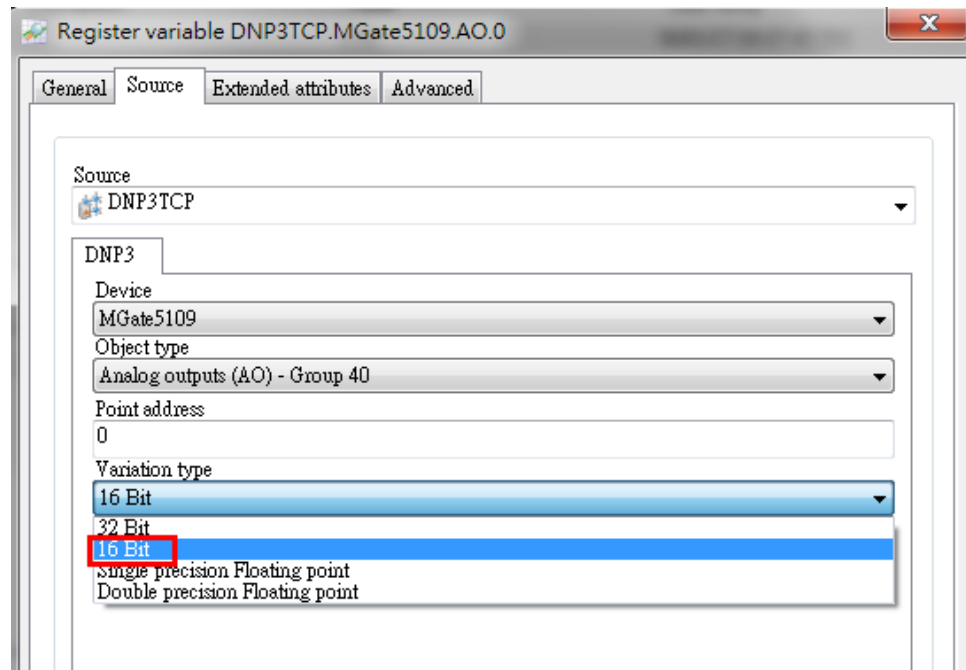 Register variable DNP3TCP.MGate5109.AO.0
General Source Extended attributes Advanced
Source
DNP3TCP
DNP3
Device
MGate5109
Object type
Analog outputs (AO) - Group 40
Point address
0
Variation type
16 Bit
32 Bit
16 Bit
Single precision Floating point
Double precision Floating point